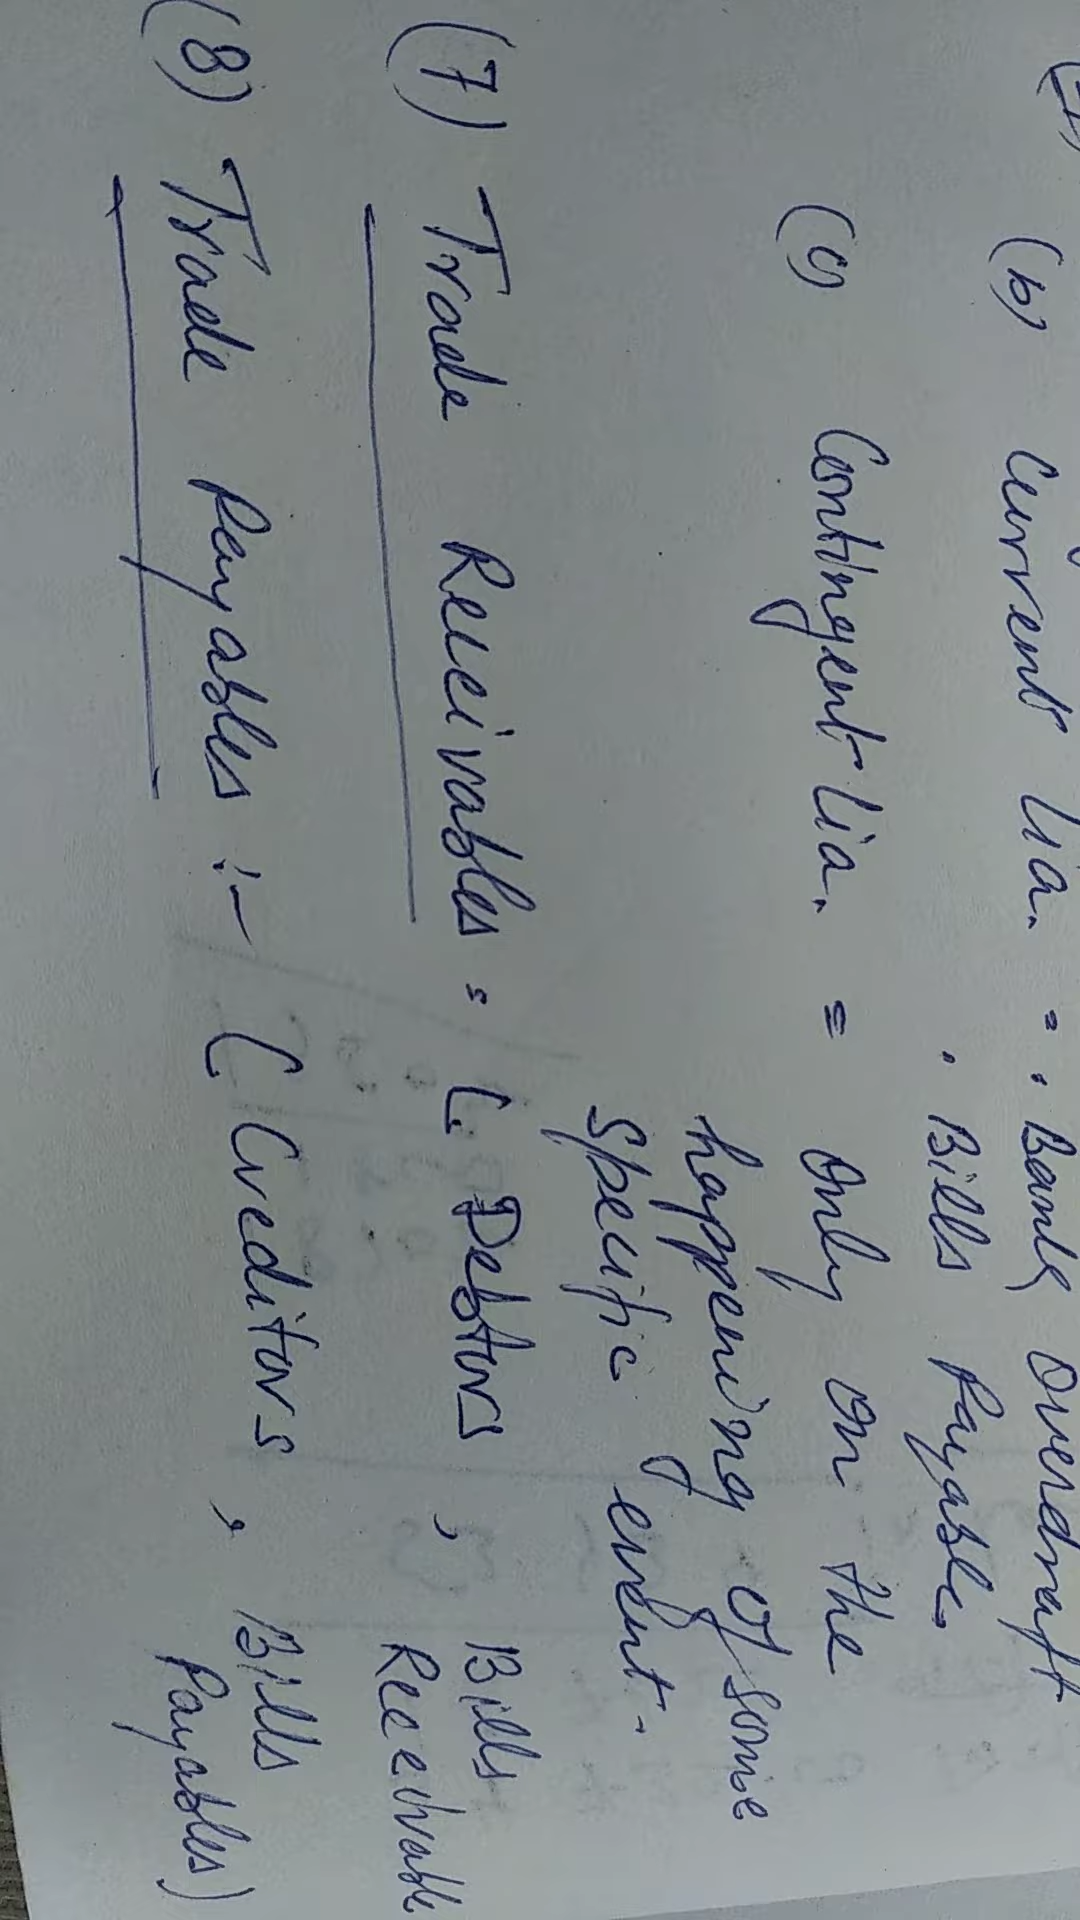 (b) Current Lia. = . Bank Overdraft
. Bills Payable.
(c) Contingent Lia. = Only on the
happening of some
specific event.
(7) Trade Receivables = (. Debtors , Bills
Receivable
(8) Trade Payables :- ( Creditors , Bills
Payables)